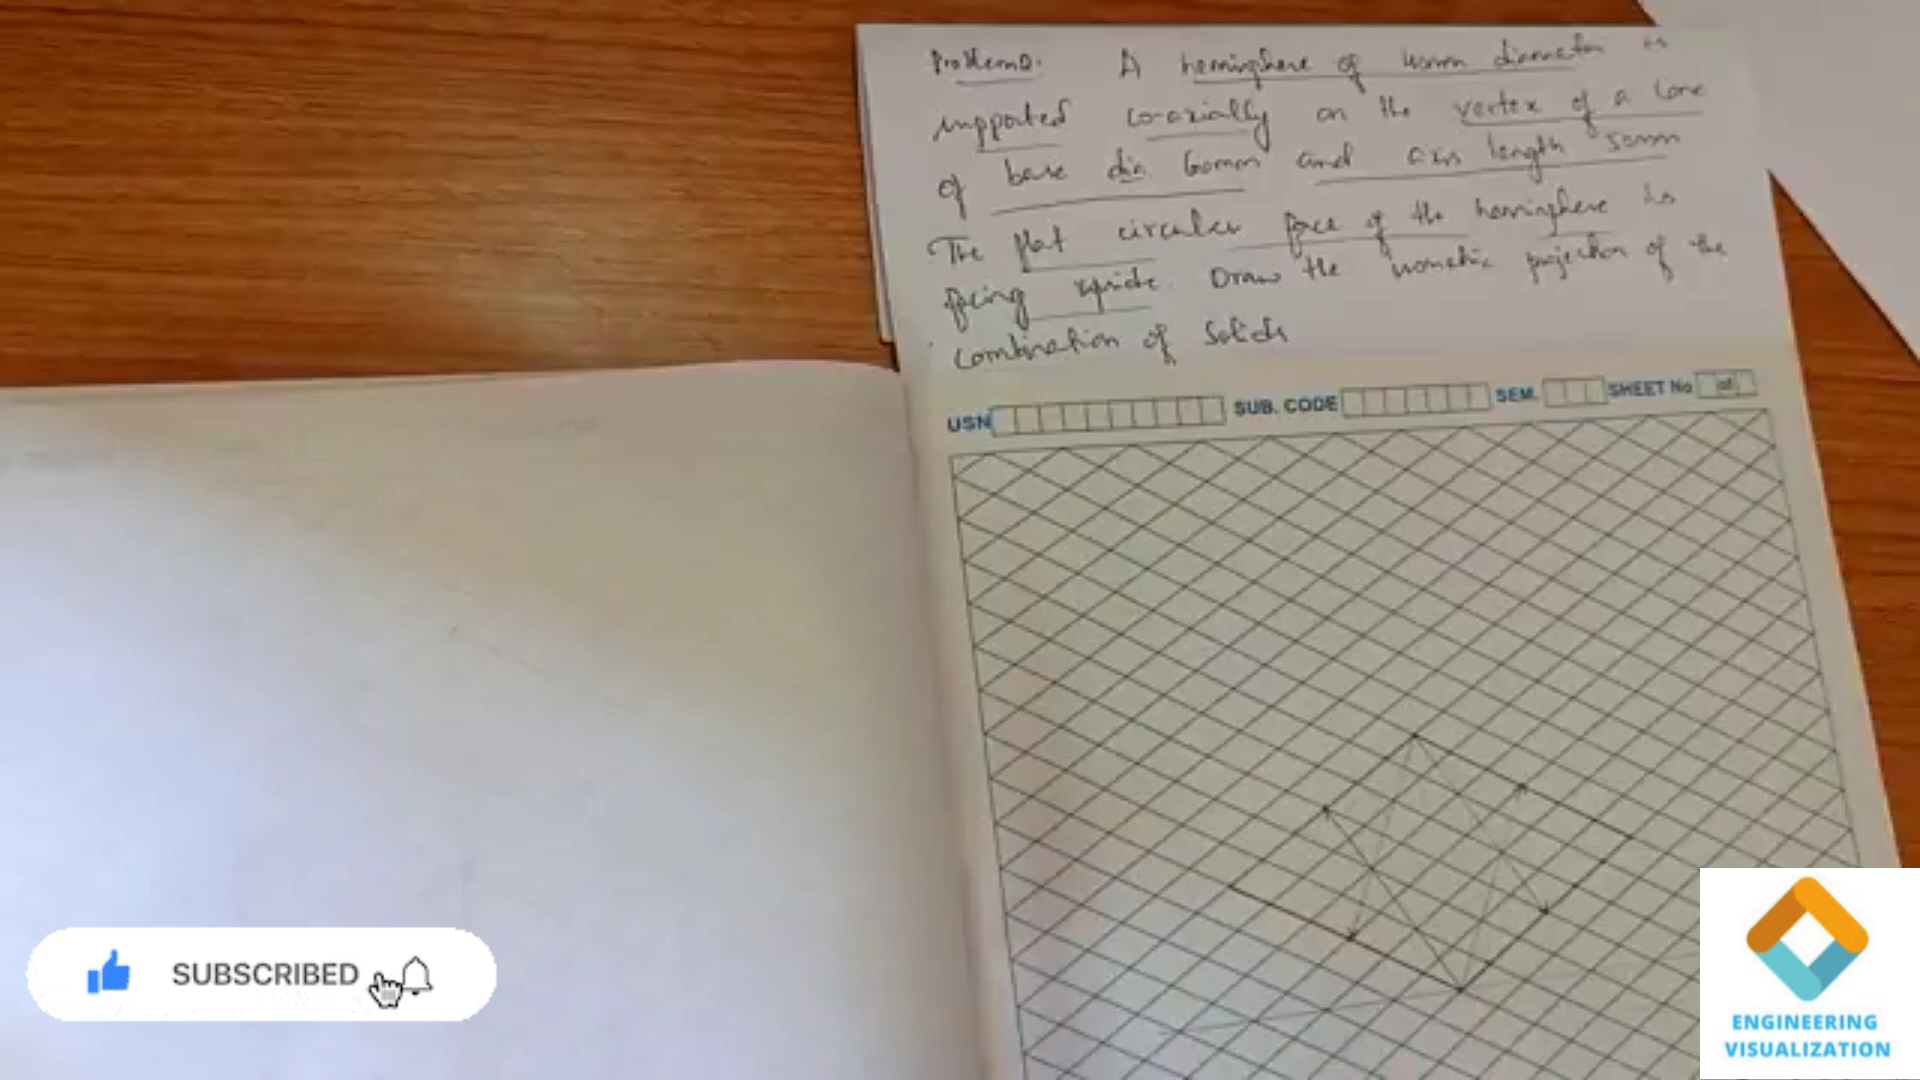 Problem 2. A hemisphere of 40mm diameter is
supported co-axially on the vertex of a cone
of base dia 60mm and axis length 50mm
The flat circular face of the hemisphere is
facing upside. Draw the isometric projection of the
combination of Solids
USN SUB. CODE SEM. SHEET No of
SUBSCRIBED
ENGINEERING
VISUALIZATION